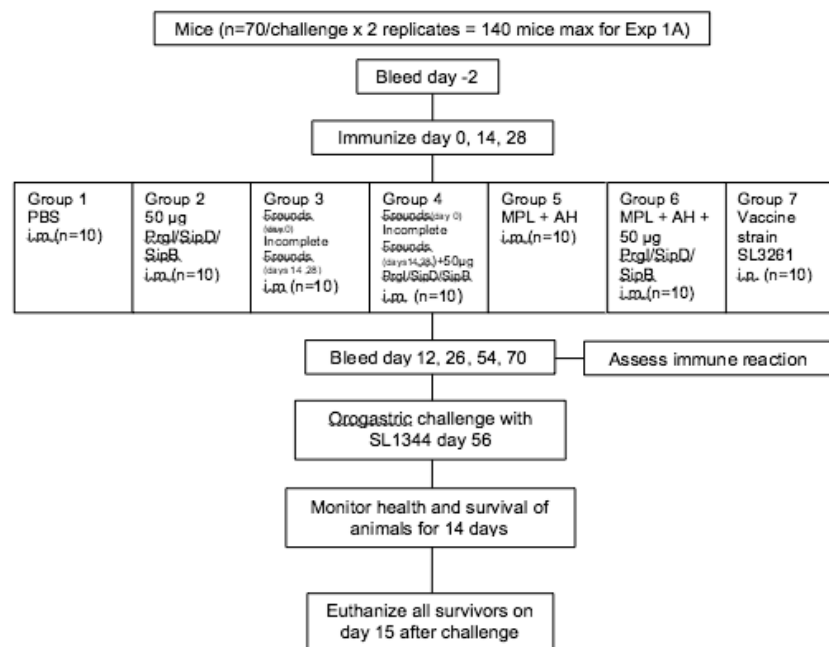 Mice (n=70/challenge x 2 replicates = 140 mice max for Exp 1A)
Bleed day -2
Immunize day 0, 14, 28
Group 1
PBS
i.m.(n=10)
Group 2
50 µg
PrgI/SipD/
SipB
i.m.(n=10)
Group 3
Freunds
(day 0)
Incomplete
Freunds
(days 14,28)
i.m.(n=10)
Group 4
Freunds(day 0)
Incomplete
Freunds
(days14,28)+50µg
PrgI/SipD/SipB
i.m. (n=10)
Group 5
MPL + AH
i.m.(n=10)
Group 6
MPL + AH +
50 µg
PrgI/SipD/
SipB
i.m.(n=10)
Group 7
Vaccine
strain
SL3261
i.n. (n=10)
Bleed day 12, 26, 54, 70
Assess immune reaction
Orogastric challenge with
SL1344 day 56
Monitor health and survival of
animals for 14 days
Euthanize all survivors on
day 15 after challenge